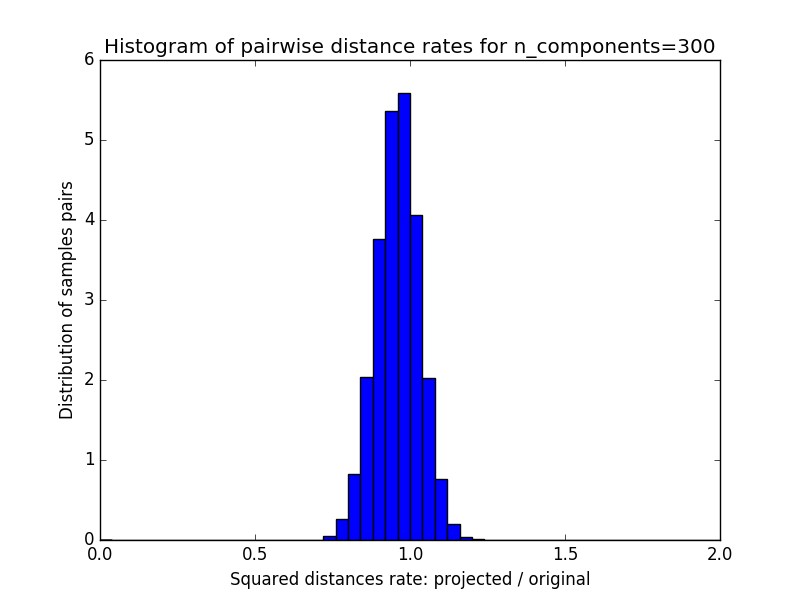 Histogram of pairwise distance rates for n_components=300
6
5
4
3
2
1
0
Distribution of samples pairs
0.0 0.5 1.0 1.5 2.0
Squared distances rate: projected / original